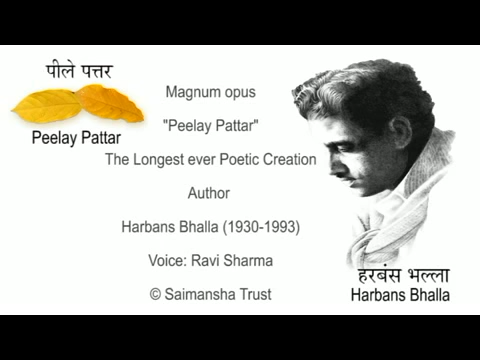 पीले पत्तर
Peelay Pattar
Magnum opus
"Peelay Pattar"
The Longest ever Poetic Creation
Author
Harbans Bhalla (1930-1993)
Voice: Ravi Sharma
© Saimansha Trust
हरबंस भल्ला
Harbans Bhalla